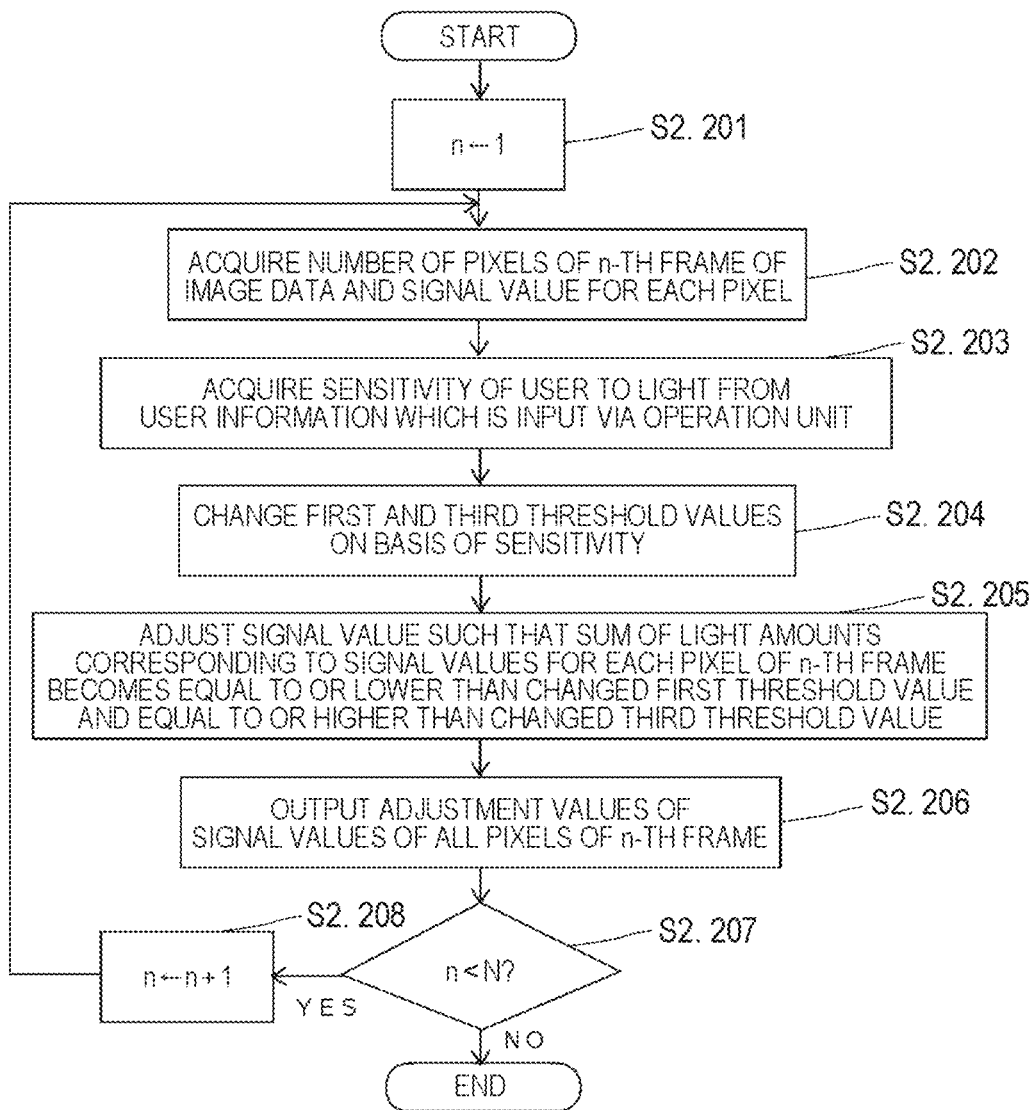 START
n←1
S2. 201
ACQUIRE NUMBER OF PIXELS OF n-TH FRAME OF
IMAGE DATA AND SIGNAL VALUE FOR EACH PIXEL
S2. 202
S2. 203
ACQUIRE SENSITIVITY OF USER TO LIGHT FROM
USER INFORMATION WHICH IS INPUT VIA OPERATION UNIT
CHANGE FIRST AND THIRD THRESHOLD VALUES
ON BASIS OF SENSITIVITY
S2. 204
S2. 205
ADJUST SIGNAL VALUE SUCH THAT SUM OF LIGHT AMOUNTS
CORRESPONDING TO SIGNAL VALUES FOR EACH PIXEL OF n-TH FRAME
BECOMES EQUAL TO OR LOWER THAN CHANGED FIRST THRESHOLD VALUE
AND EQUAL TO OR HIGHER THAN CHANGED THIRD THRESHOLD VALUE
OUTPUT ADJUSTMENT VALUES OF
SIGNAL VALUES OF ALL PIXELS OF n-TH FRAME
S2. 206
S2. 208
S2. 207
n←n+1
n<N?
YES
NO
END